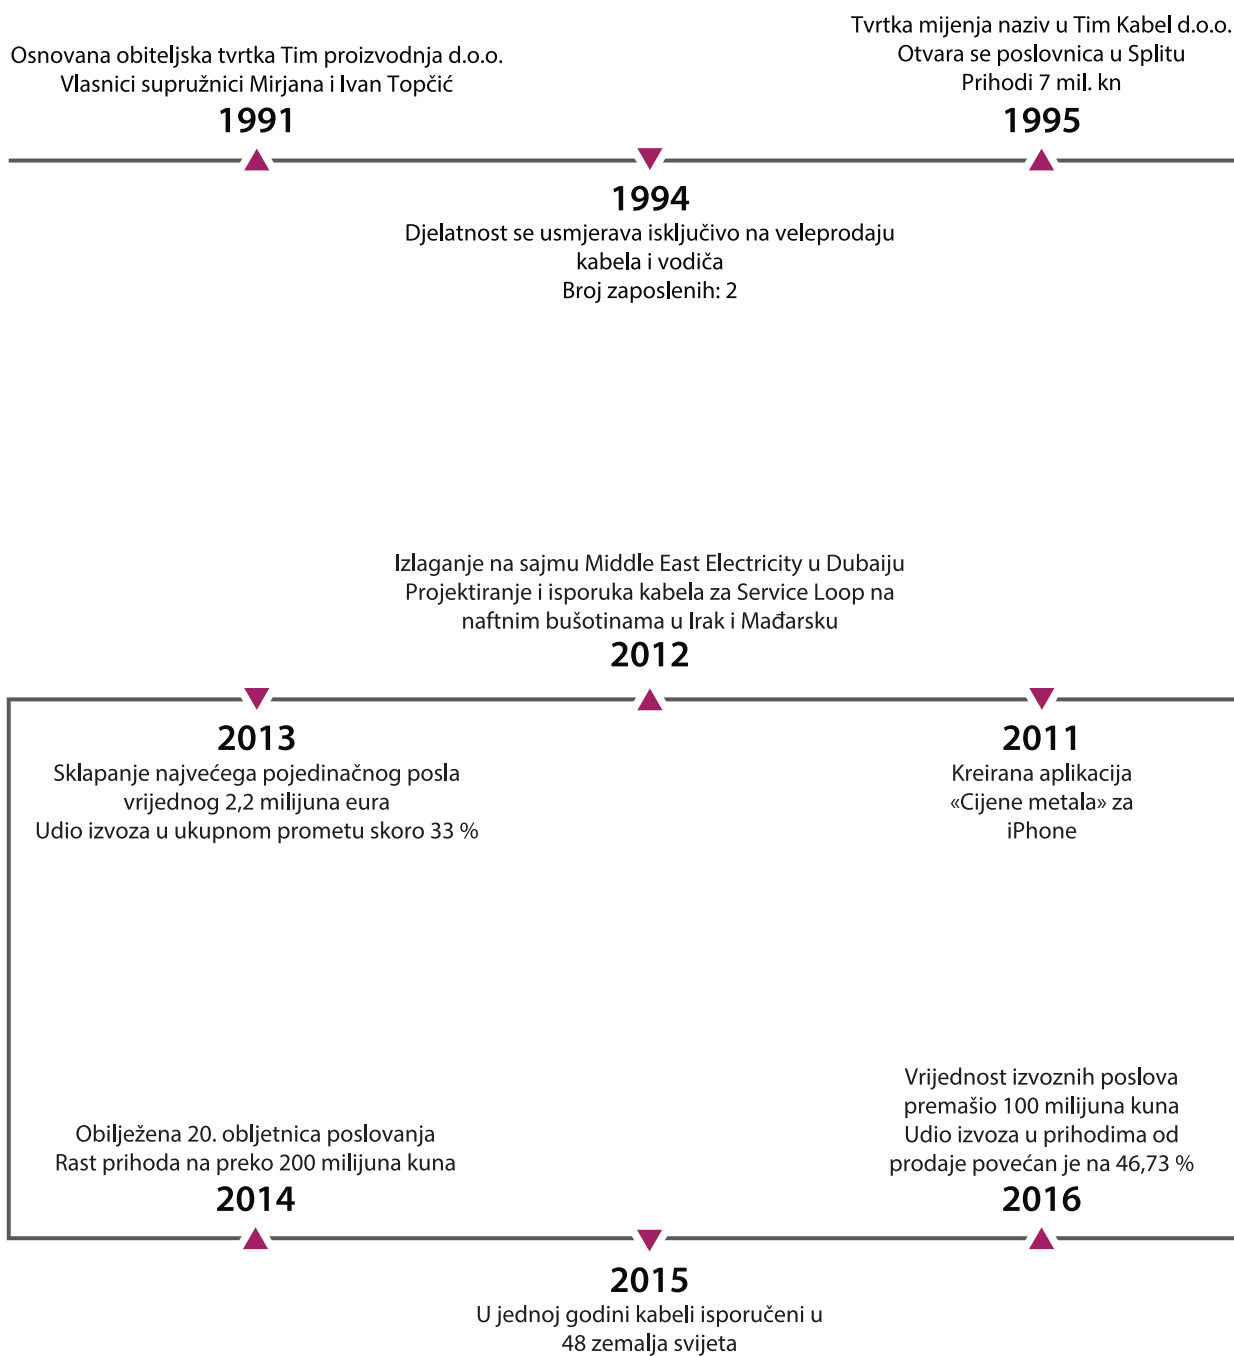 Osnovana obiteljska tvrtka Tim proizvodnja d.o.o.
Vlasnici supružnici Mirjana i Ivan Topčić
1991
1994
Djelatnost se usmjerava isključivo na veleprodaju
kabela i vodiča
Broj zaposlenih: 2
Tvrtka mijenja naziv u Tim Kabel d.o.o.
Otvara se poslovnica u Splitu
Prihodi 7 mil. kn
1995
2011
Kreirana aplikacija
«Cijene metala» za
iPhone
Izlaganje na sajmu Middle East Electricity u Dubaiju
Projektiranje i isporuka kabela za Service Loop na
naftnim bušotinama u Irak i Mađarsku
2012
2013
Sklapanje najvećega pojedinačnog posla
vrijednog 2,2 milijuna eura
Udio izvoza u ukupnom prometu skoro 33 %
Obilježena 20. obljetnica poslovanja
Rast prihoda na preko 200 milijuna kuna
2014
2015
U jednoj godini kabeli isporučeni u
48 zemalja svijeta
Vrijednost izvoznih poslova
premašio 100 milijuna kuna
Udio izvoza u prihodima od
prodaje povećan je na 46,73 %
2016